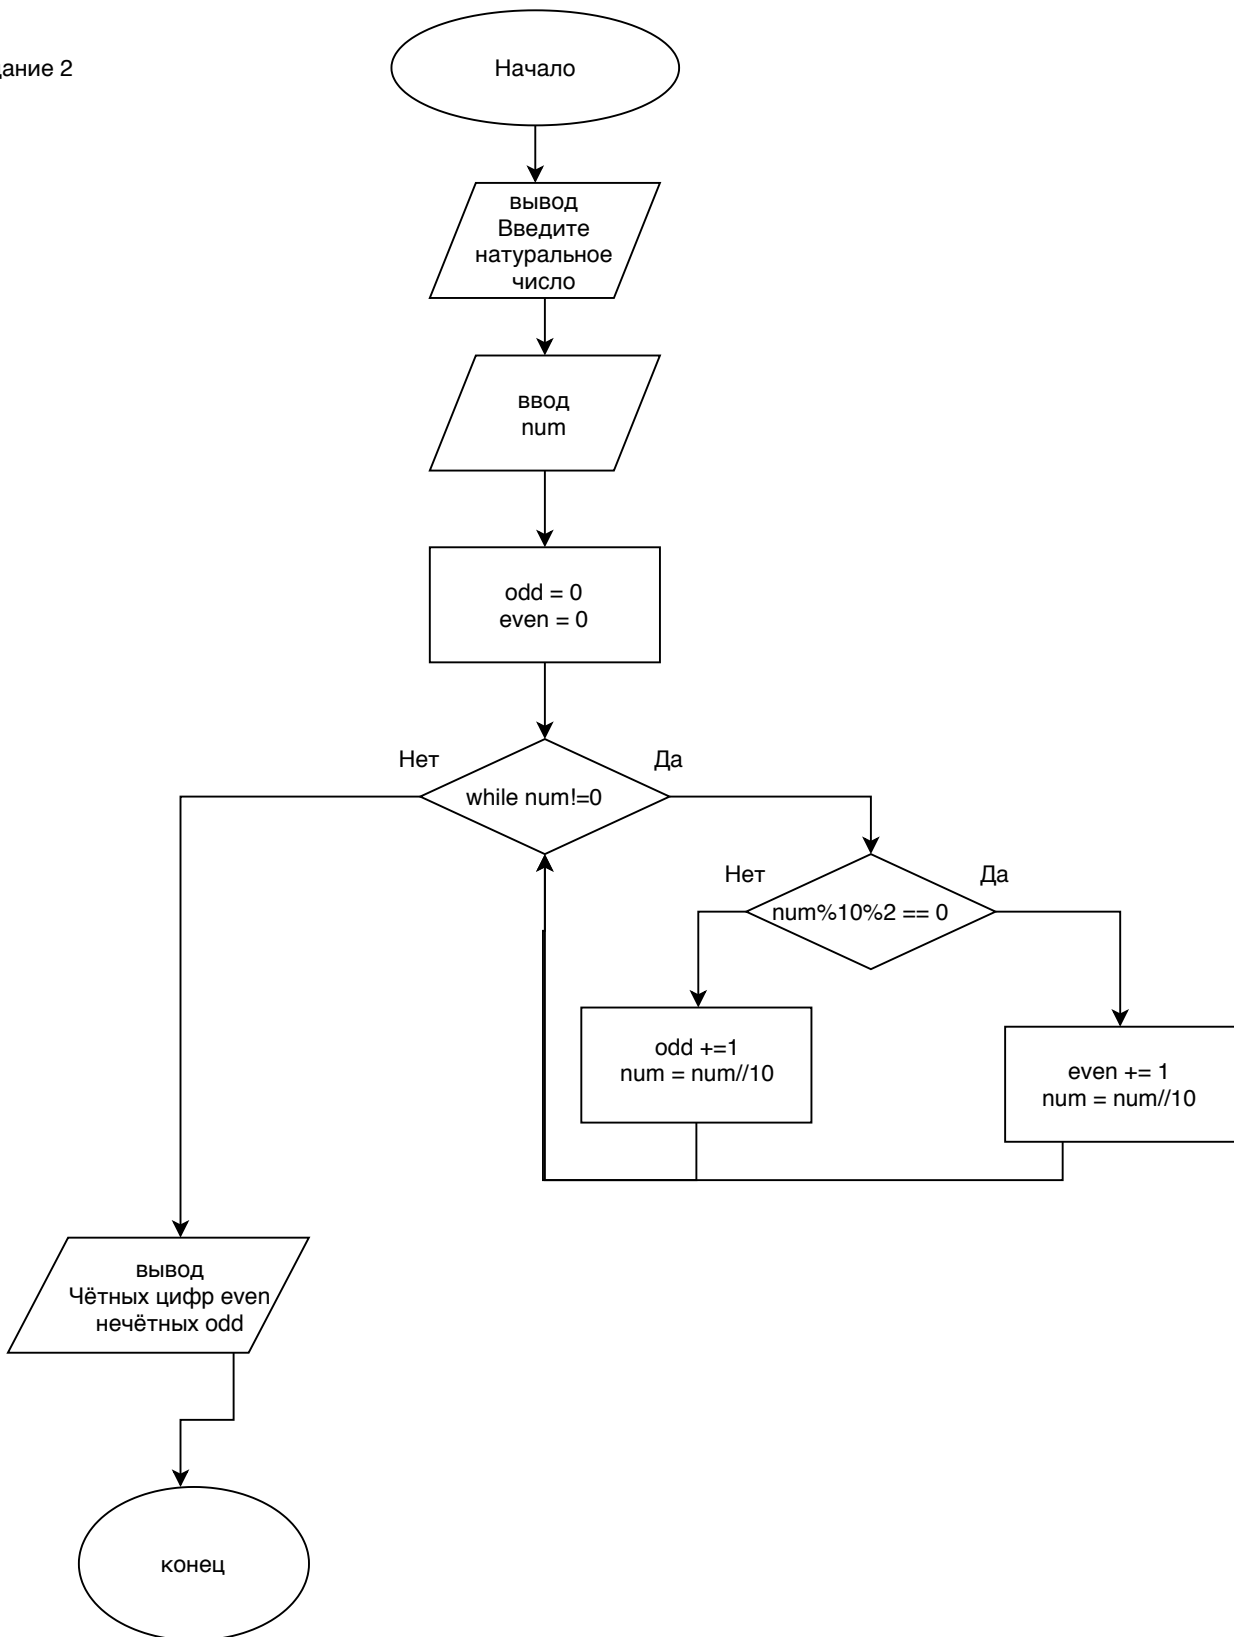 дание 2
Начало
вывод
Введите
натуральное
число
ввод
num
odd = 0
even = 0
Нет
Да
while num!=0
Нет
Да
num%10%2 == 0
odd +=1
num = num//10
even += 1
num = num//10
вывод
Чётных цифр even
нечётных odd
конец